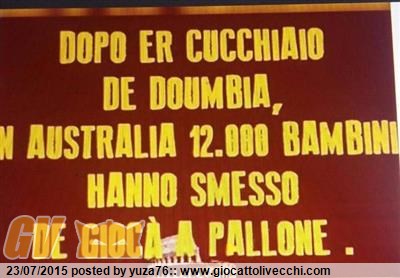 DOPO ER CUCCHIAIO
DE DOUMBIA,
N AUSTRALIA 12.000 BAMBINI
HANNO SMESSO
DE GIOCÀ A PALLONE .
GV GIOC
23/07/2015 posted by yuza76:: www.giocattolivecchi.com